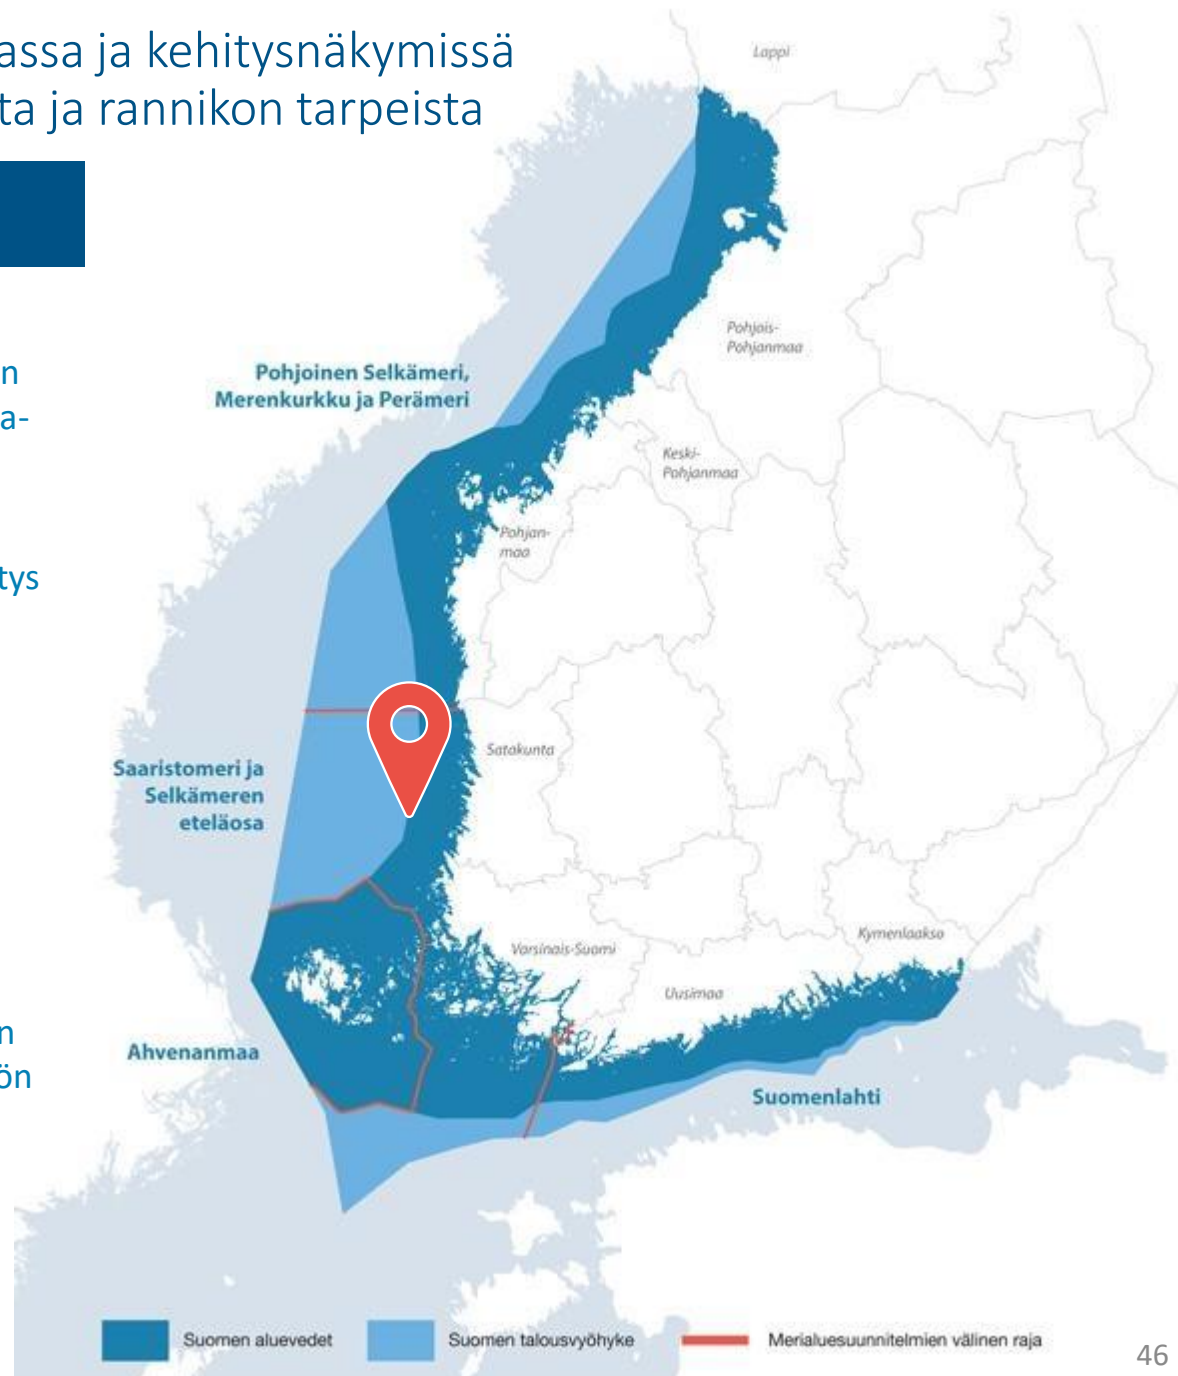 assa ja kehitysnäkymissä
ta ja rannikon tarpeista
n
a-
tys
n
ön
Lappi
Pohjois-
Pohjanmaa
Pohjoinen Selkämeri,
Merenkurkku ja Perämeri
Keski-
Pohjanmaa
Pohjan-
maa
Satakunta
Saaristomeri ja
Selkämeren
eteläosa
Varsinais-Suomi
Kymenlaakso
Uusimaa
Ahvenanmaa
Suomenlahti
Suomen aluevedet
Suomen talousvyöhyke
Merialuesuunnitelmien välinen raja
46